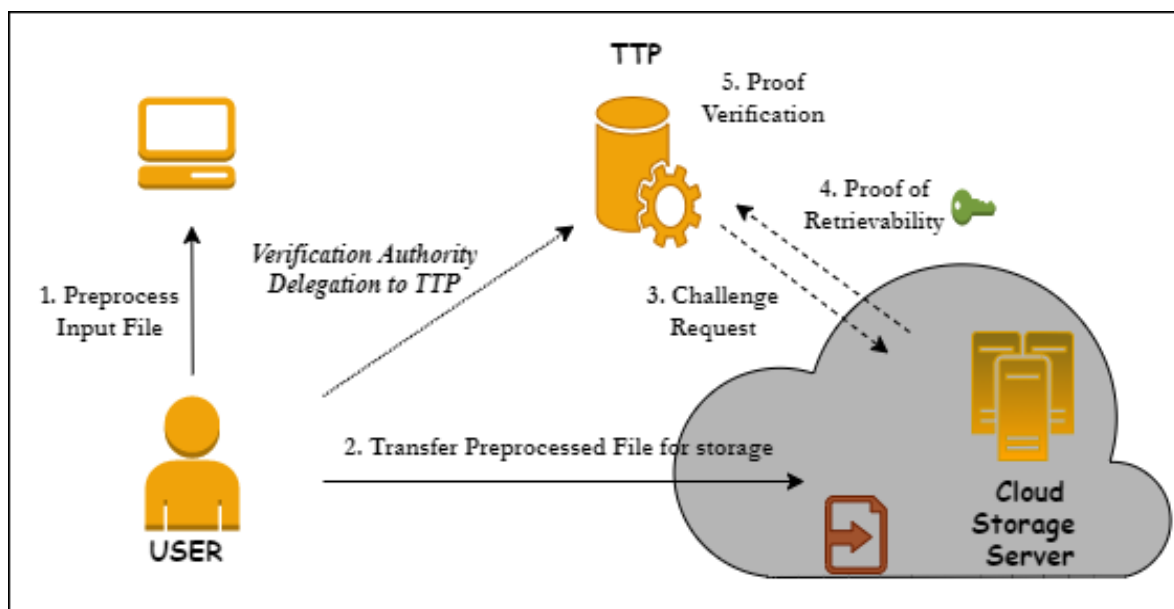 TTP
5. Proof
Verification
4. Proof of
Retrievability
Verification Authority
Delegation to TTP
1. Preprocess
Input File
3. Challenge
Request
2. Transfer Preprocessed File for storage
USER
Cloud
Storage
Server